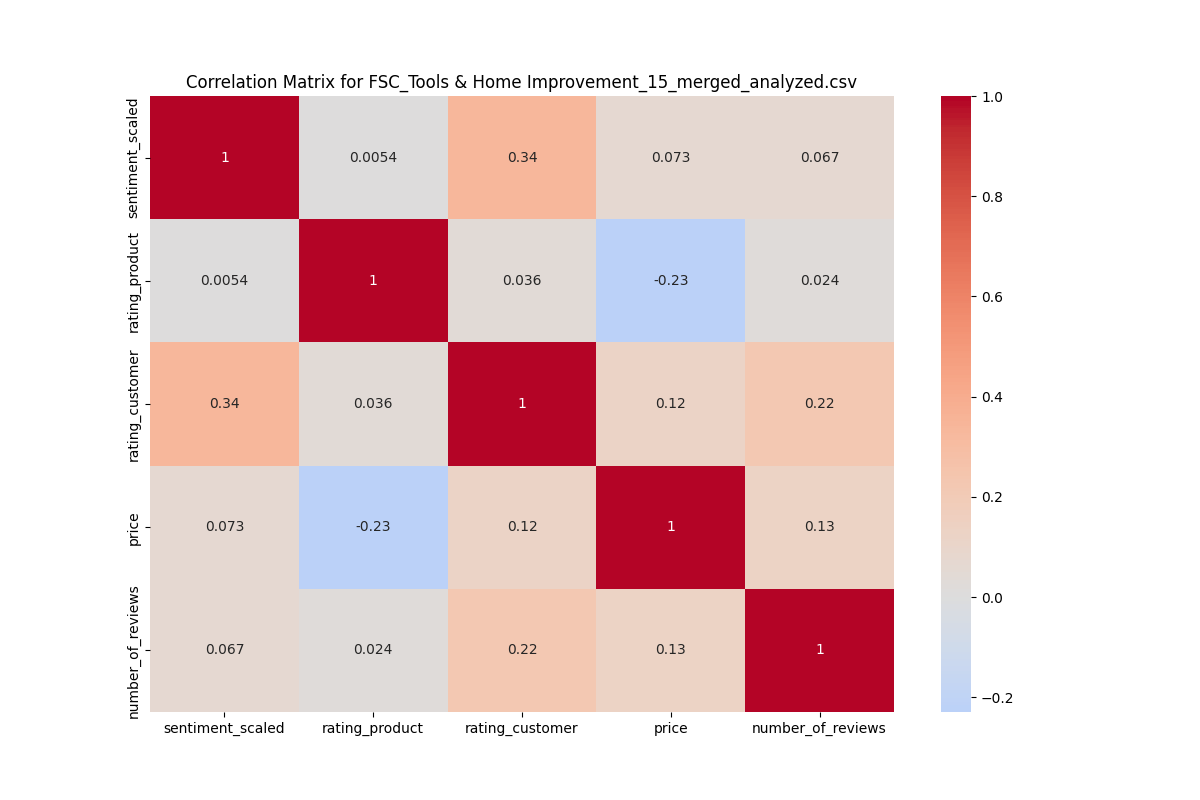 Correlation Matrix for FSC_Tools & Home Improvement_15_merged_analyzed.csv
sentiment_scaled
1
0.0054
0.34
0.073
0.067
rating_product
0.0054
1
0.036
-0.23
0.024
rating_customer
0.34
0.036
1
0.12
0.22
price
0.073
-0.23
0.12
1
0.13
number_of_reviews
0.067
0.024
0.22
0.13
1
sentiment_scaled
rating_product
rating_customer
price
number_of_reviews
1.0
0.8
0.6
0.4
0.2
0.0
−0.2